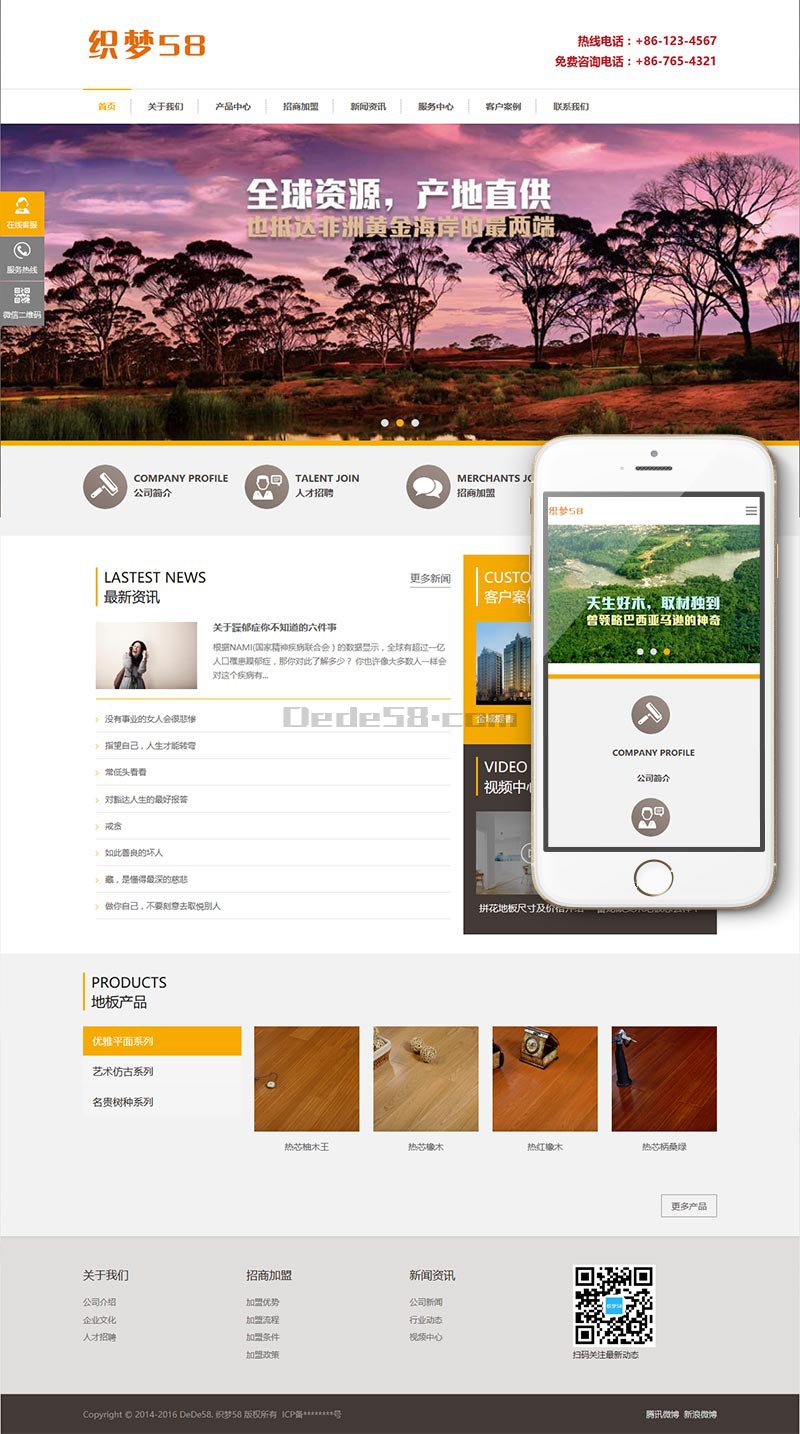 织梦58
热线电话：+86-123-4567
免费咨询电话：+86-765-4321
首页 关于我们 产品中心 招商加盟 新闻资讯 服务中心 客户案例 联系我们
全球资源，产地直供
也抵达非洲黄金海岸的最两端
在线客服
服务热线
微信二维码
COMPANY PROFILE
公司简介
TALENT JOIN
人才招聘
MERCHANTS JO
招商加盟
LASTEST NEWS
最新资讯
更多新闻
关于躁郁症你不知道的六件事
根据NAMI(国家精神疾病联合会 ) 的数据显示，全球有超过一亿
人口罹患躁郁症，那你对此了解多少？ 你也许像大多数人一样会
对这个疾病有...
没有事业的女人会很悲惨
指望自己，人生才能转弯
常低头看看
对豁达人生的最好报答
戒贪
如此善良的坏人
藏，是懂得最深的慈悲
做你自己，不要刻意去取悦别人
CUSTO
客户案
VIDEO
视频中
拼花地板尺寸及价格介绍
Dede58.com
织梦58
天生好木，取材独到
曾领略巴西亚马逊的神奇
COMPANY PROFILE
公司简介
PRODUCTS
地板产品
优雅平面系列
艺术仿古系列
名贵树种系列
热芯柚木王
热芯橡木
热红橡木
热芯柄桑绿
更多产品
关于我们
公司介绍
企业文化
人才招聘
招商加盟
加盟优势
加盟流程
加盟条件
加盟政策
新闻资讯
公司新闻
行业动态
视频中心
织梦58
扫码关注最新动态
Copyright © 2014-2016 DeDe58. 织梦58 版权所有 ICP备********号
腾讯微博 新浪微博